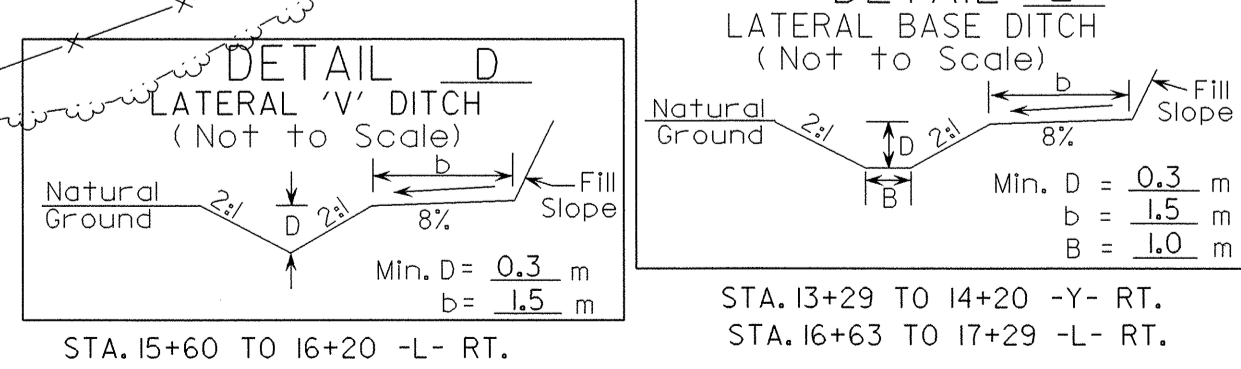 DETAIL D
LATERAL 'V' DITCH
(Not to Scale)
b
Natural
Ground
2:1
D
2:1
8%
Fill
Slope
Min. D = 0.3 m
b = 1.5 m
STA. 15+60 TO 16+20 -L- RT.
DETAIL
LATERAL BASE DITCH
(Not to Scale)
b
Natural
Ground
2:1
D
2:1
8%
Fill
Slope
B
Min. D = 0.3 m
b = 1.5 m
B = 1.0 m
STA. 13+29 TO 14+20 -Y- RT.
STA. 16+63 TO 17+29 -L- RT.